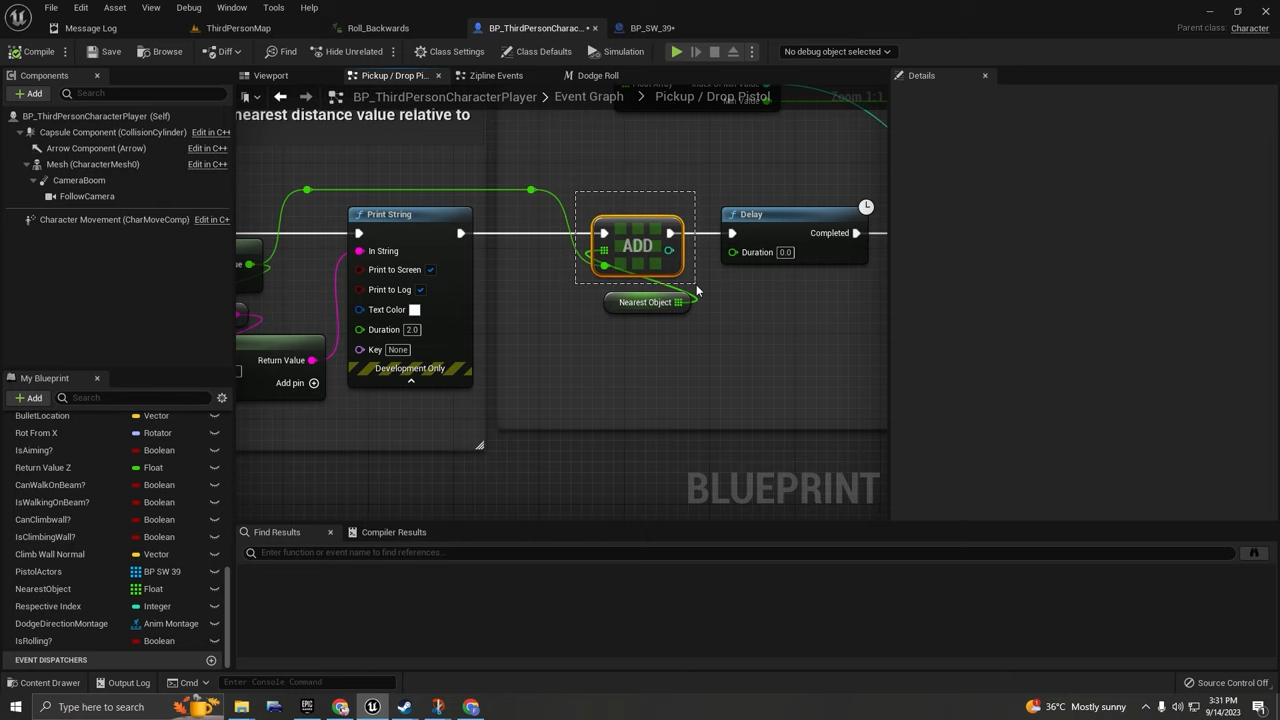 File Edit Asset View Debug Window Tools Help
Message Log
ThirdPersonMap
Roll_Backwards
BP_ThirdPersonCharac...•
BP_SW_39•
Parent class: Character
Compile
Save
Browse
Diff
Find
Hide Unrelated
Class Settings
Class Defaults
Simulation
No debug object selected
Components
Viewport
Pickup / Drop Pi...
Zipline Events
Dodge Roll
Details
Add
Search
BP_ThirdPersonCharacterPlayer > Event Graph > Pickup / Drop Pistol
Zoom 1:1
nearest distance value relative to
BP_ThirdPersonCharacterPlayer (Self)
Capsule Component (CollisionCylinder) Edit in C++
Arrow Component (Arrow) Edit in C++
Mesh (CharacterMesh0) Edit in C++
CameraBoom
FollowCamera
Character Movement (CharMoveComp) Edit in C+
Print String
In String
Print to Screen
Print to Log
Text Color
Duration 2.0
Key None
Development Only
Return Value
Add pin
ADD
Nearest Object
Delay
Completed
Duration 0.0
BLUEPRINT
My Blueprint
Add
Search
BulletLocation Vector
Rot From X Rotator
IsAiming? Boolean
Return Value Z Float
CanWalkOnBeam? Boolean
IsWalkingOnBeam? Boolean
CanClimbwall? Boolean
IsClimbingWall? Boolean
Climb Wall Normal Vector
PistolActors BP SW 39
NearestObject Float
Respective Index Integer
DodgeDirectionMontage Anim Montage
IsRolling? Boolean
EVENT DISPATCHERS
Find Results
Compiler Results
Enter function or event name to find references...
Content Drawer
Output Log
Cmd
Enter Console Command
Source Control Off
Type here to search
36°C Mostly sunny
3:31 PM
9/14/2023